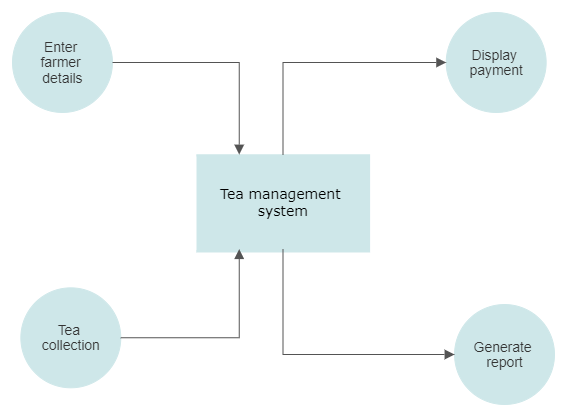 Enter
farmer
details
Display
payment
Tea management
system
Tea
collection
Generate
report